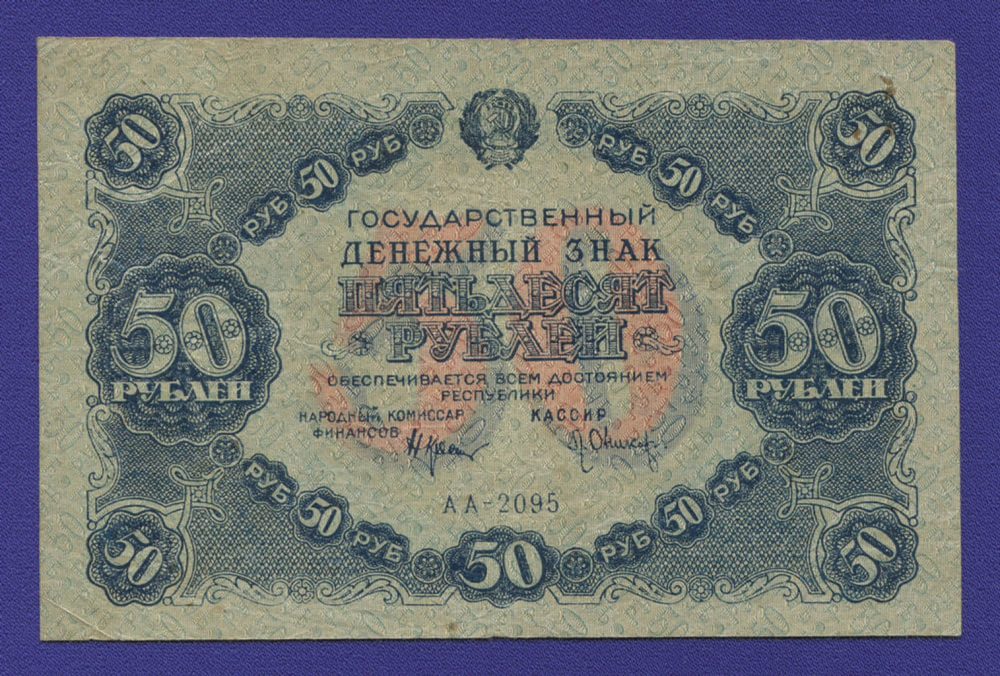 50 50
РУБ 50 РУБ РУБ 50 РУБ
ГОСУДАРСТВЕННЫЙ
ДЕНЕЖНЫЙ ЗНАК
ПЯТЬДЕСЯТ
РУБЛЕЙ
50 РУБЛЕЙ
50 РУБЛЕЙ
50
ОБЕСПЕЧИВАЕТСЯ ВСЕМ ДОСТОЯНИЕМ
РЕСПУБЛИКИ
НАРОДНЫЙ КОМИССАР КАССИР
ФИНАНСОВ
АА-2095
РУБ 50 РУБ РУБ 50 РУБ
50 50 50